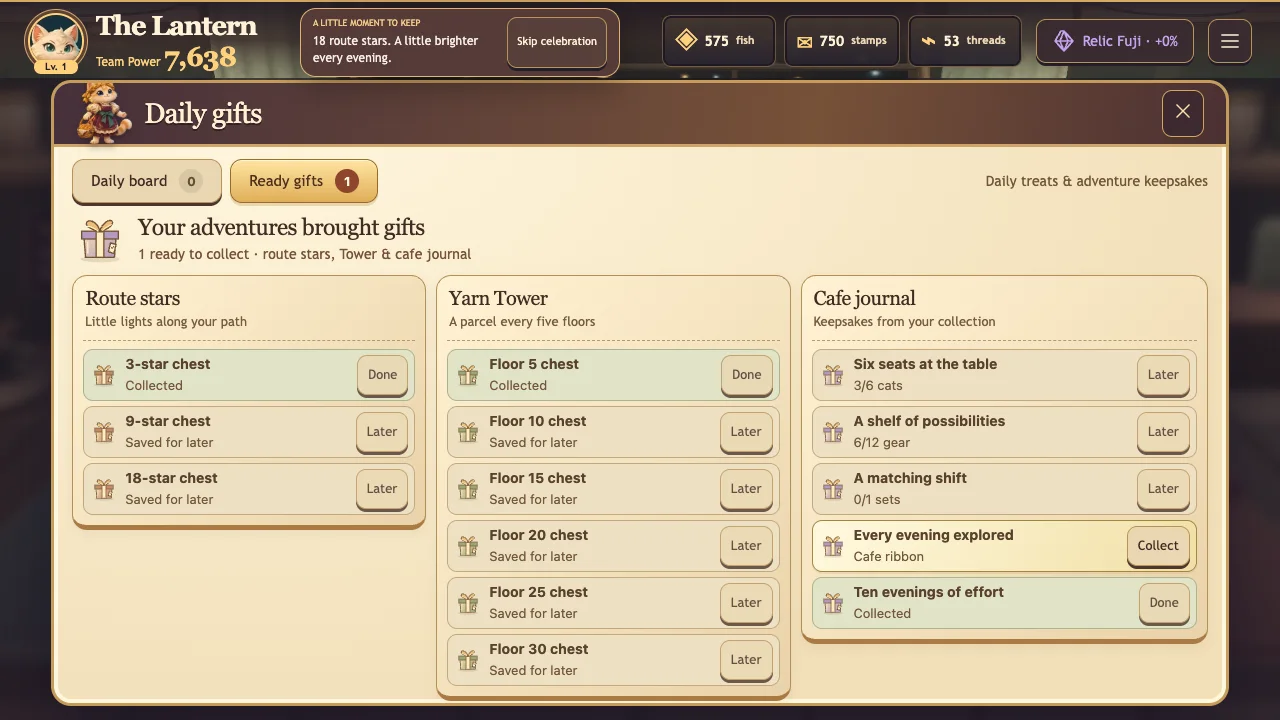 The Lantern
Lv. 1
Team Power 7,638
A LITTLE MOMENT TO KEEP
18 route stars. A little brighter
every evening.
Skip celebration
575 fish
750 stamps
53 threads
Relic Fuji · +0%
Daily gifts
Daily board 0
Ready gifts 1
Daily treats & adventure keepsakes
Your adventures brought gifts
1 ready to collect · route stars, Tower & cafe journal
Route stars
Little lights along your path
3-star chest
Collected
Done
9-star chest
Saved for later
Later
18-star chest
Saved for later
Later
Yarn Tower
A parcel every five floors
Floor 5 chest
Collected
Done
Floor 10 chest
Saved for later
Later
Floor 15 chest
Saved for later
Later
Floor 20 chest
Saved for later
Later
Floor 25 chest
Saved for later
Later
Floor 30 chest
Saved for later
Later
Cafe journal
Keepsakes from your collection
Six seats at the table
3/6 cats
Later
A shelf of possibilities
6/12 gear
Later
A matching shift
0/1 sets
Later
Every evening explored
Cafe ribbon
Collect
Ten evenings of effort
Collected
Done